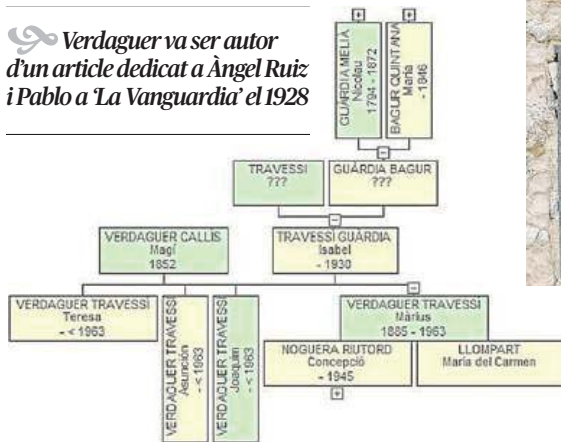 Verdaguer va ser autor
d’un article dedicat a Àngel Ruiz
i Pablo a ‘La Vanguardia’ el 1928
GUÀRDIA MELIÀ
Nicolau
1794 - 1872
BAGUR QUINTANA
Maria
- 1846
TRAVESSI
???
GUÀRDIA BAGUR
???
VERDAGUER CALLÍS
Magí
1852
TRAVESSI GUÀRDIA
Isabel
- 1930
VERDAGUER TRAVESSI
Teresa
- < 1963
VERDAGUER TRAVESSI
Asunción
- < 1963
VERDAGUER TRAVESSI
Joaquim
- < 1963
VERDAGUER TRAVESSI
Màrius
1885 - 1963
NOGUERA RIUTORD
Concepció
- 1945
LLOMPART
Maria del Carmen